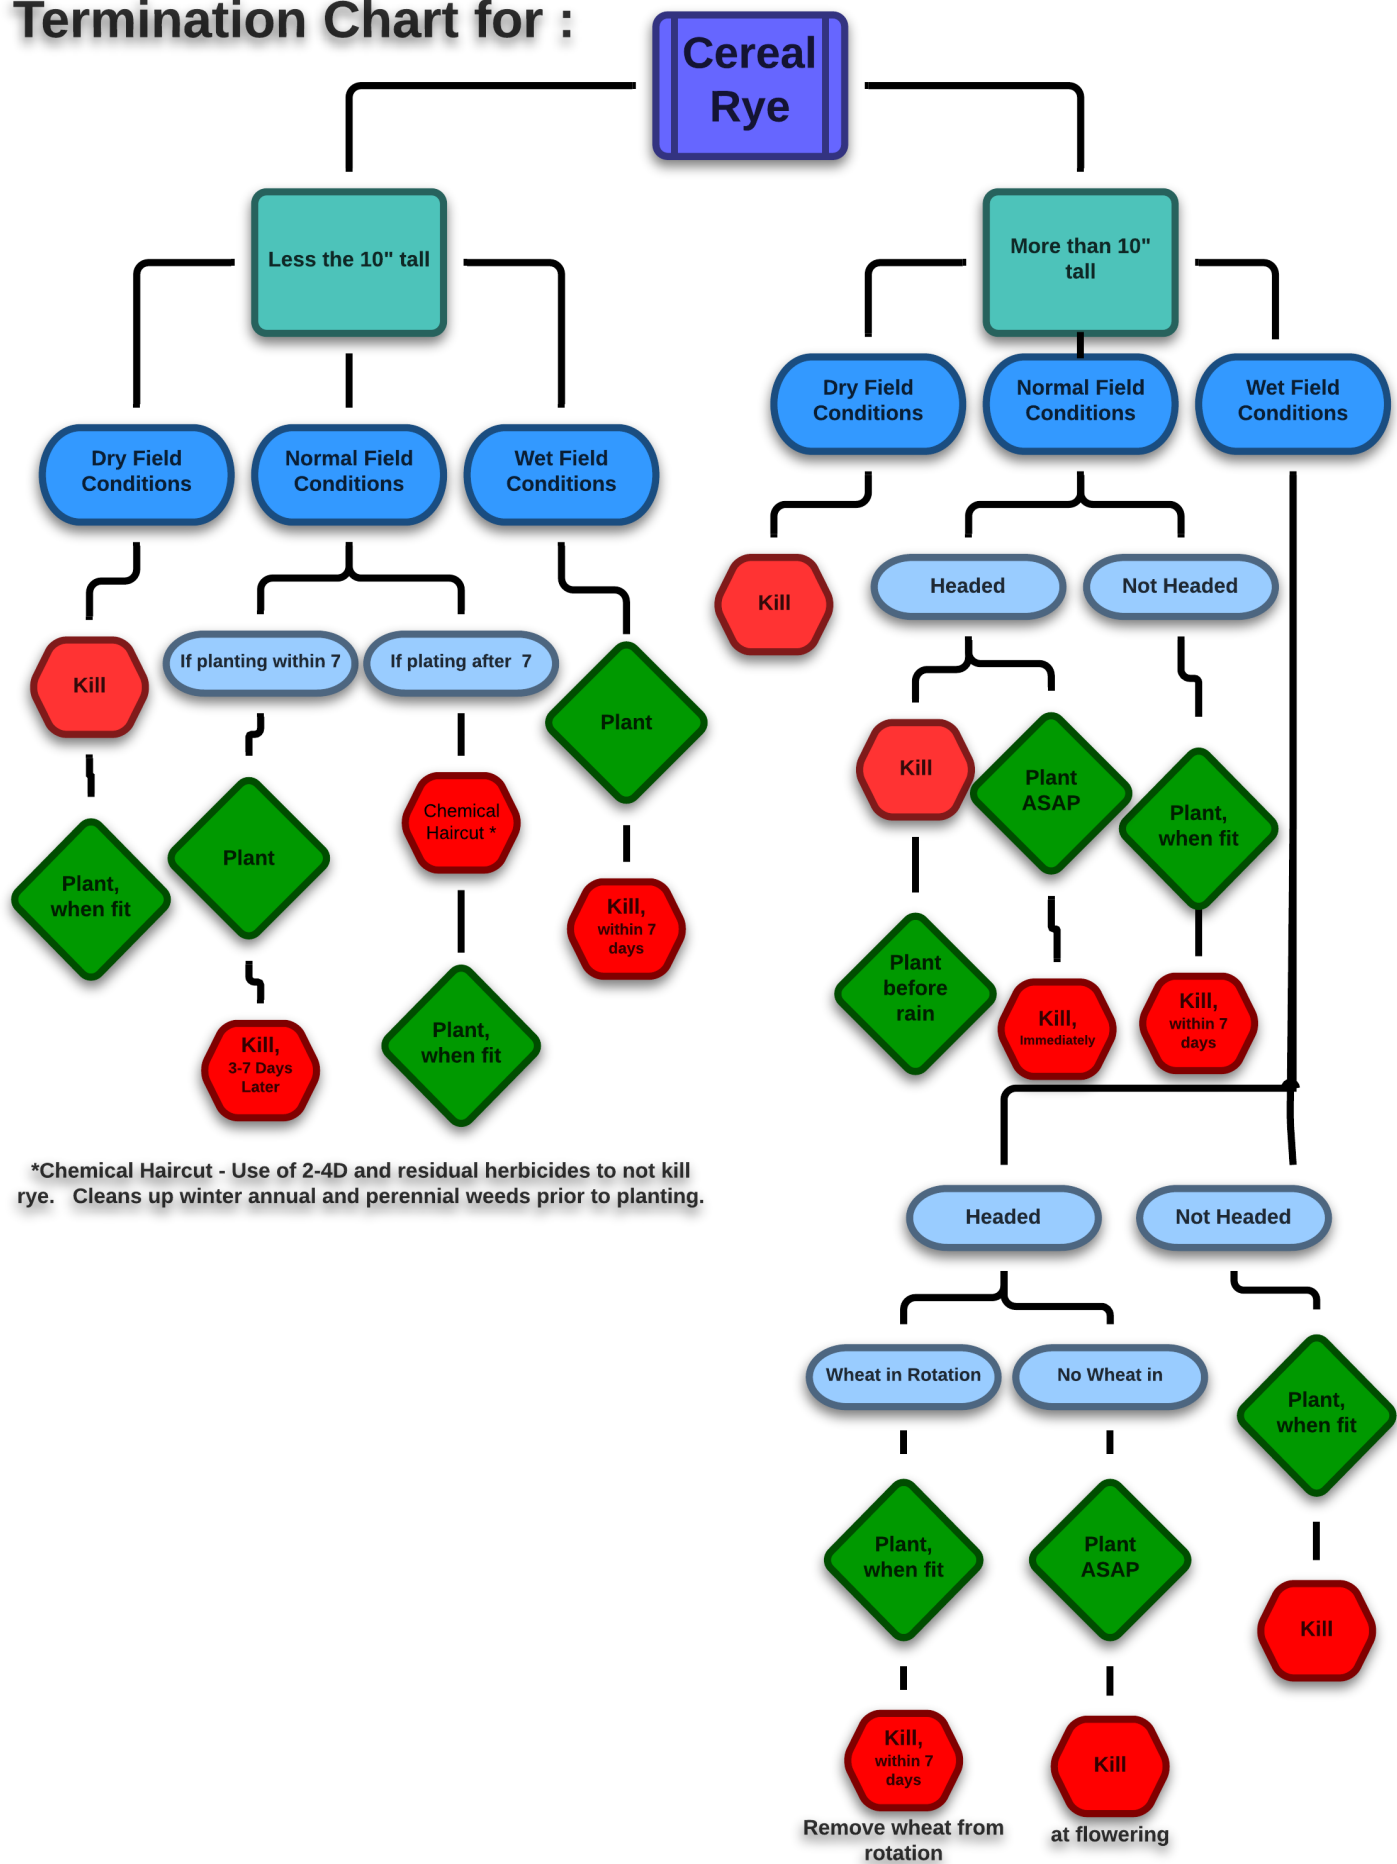 Termination Chart for :
Cereal
Rye
Less the 10" tall
More than 10"
tall
Dry Field
Conditions
Normal Field
Conditions
Wet Field
Conditions
Dry Field
Conditions
Normal Field
Conditions
Wet Field
Conditions
Kill
If planting within 7
If plating after  7
Plant
Kill
Headed
Not Headed
Plant,
when fit
Plant
Chemical
Haircut *
Kill,
within 7
days
Kill,
3-7 Days
Later
Plant,
when fit
Kill
Plant
ASAP
Plant,
when fit
Plant
before
rain
Kill,
Immediately
Kill,
within 7
days
*Chemical Haircut - Use of 2-4D and residual herbicides to not kill
rye.   Cleans up winter annual and perennial weeds prior to planting.
Headed
Not Headed
Wheat in Rotation
No Wheat in
Plant,
when fit
Plant,
when fit
Plant
ASAP
Kill
Kill,
within 7
days
Kill
Remove wheat from
rotation
at flowering